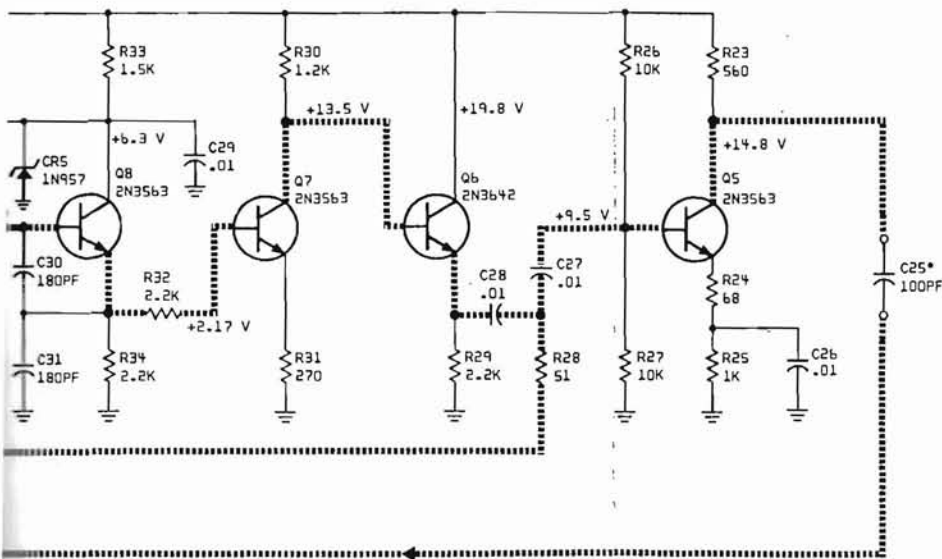 R33
1.5K
R30
1.2K
R26
10K
R23
560
+13.5 V
+19.8 V
+6.3 V
+14.8 V
CR5
1N957
Q8
2N3563
C29
.01
Q7
2N3563
Q6
2N3642
Q5
2N3563
+9.5 V
C30
180PF
R32
2.2K
C28
.01
C27
.01
R24
68
C25*
100PF
+2.17 V
C31
180PF
R34
2.2K
R31
270
R29
2.2K
R28
51
R27
10K
R25
1K
C26
.01